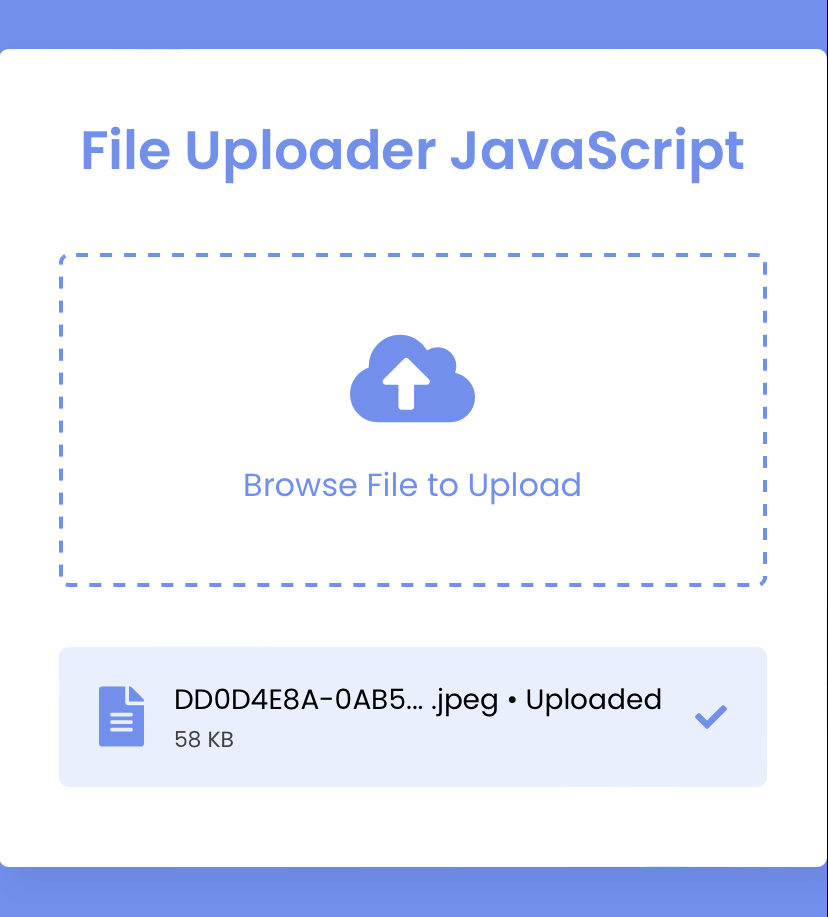 File Uploader JavaScript
Browse File to Upload
DD0D4E8A-0AB5... .jpeg • Uploaded
58 KB